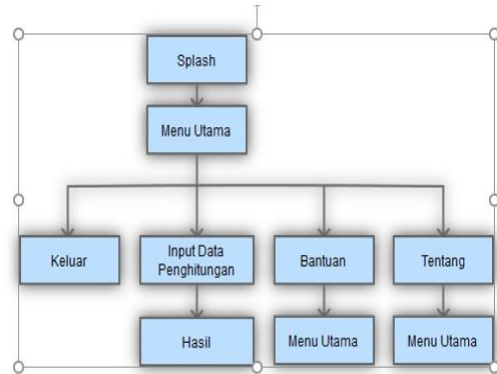 Splash
Menu Utama
Keluar
Input Data
Penghitungan
Bantuan
Tentang
Hasil
Menu Utama
Menu Utama